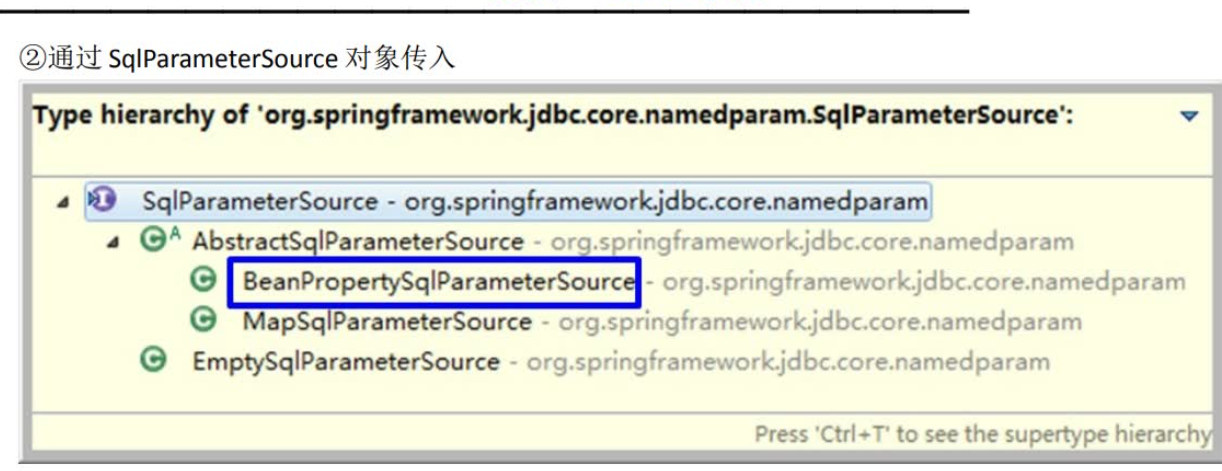 ②通过 SqlParameterSource 对象传入
Type hierarchy of 'org.springframework.jdbc.core.namedparam.SqlParameterSource':
SqlParameterSource - org.springframework.jdbc.core.namedparam
AbstractSqlParameterSource - org.springframework.jdbc.core.namedparam
BeanPropertySqlParameterSource - org.springframework.jdbc.core.namedparam
MapSqlParameterSource - org.springframework.jdbc.core.namedparam
EmptySqlParameterSource - org.springframework.jdbc.core.namedparam
Press 'Ctrl+T' to see the supertype hierarchy